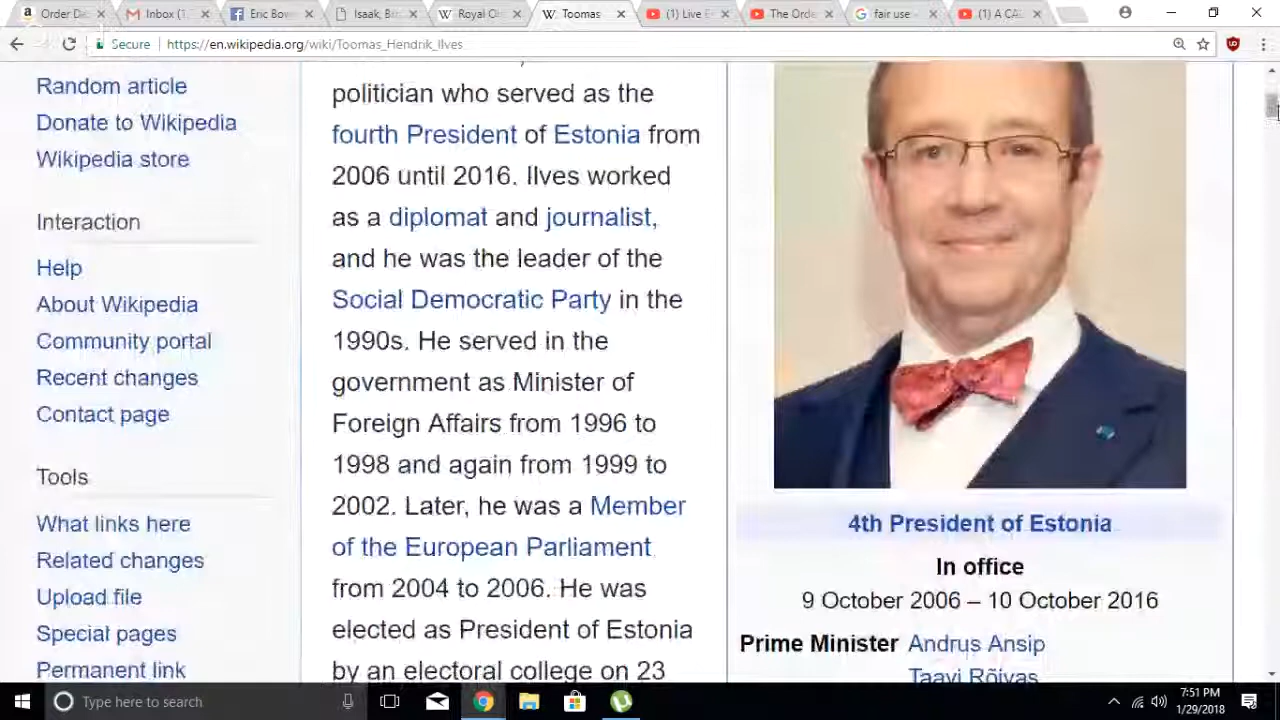 Order De
Inbox (1
Eric Bow
Isaak, Be
Royal C
Toomas
(1) Live E
The Orde
fair use -
(1) A CA
Secure
https://en.wikipedia.org/wiki/Toomas_Hendrik_Ilves
Random article
Donate to Wikipedia
Wikipedia store
Interaction
Help
About Wikipedia
Community portal
Recent changes
Contact page
Tools
What links here
Related changes
Upload file
Special pages
Permanent link
politician who served as the
fourth President of Estonia from
2006 until 2016. Ilves worked
as a diplomat and journalist,
and he was the leader of the
Social Democratic Party in the
1990s. He served in the
government as Minister of
Foreign Affairs from 1996 to
1998 and again from 1999 to
2002. Later, he was a Member
of the European Parliament
from 2004 to 2006. He was
elected as President of Estonia
by an electoral college on 23
4th President of Estonia
In office
9 October 2006 – 10 October 2016
Prime Minister Andrus Ansip
Taavi Rõivas
Type here to search
7:51 PM
1/29/2018